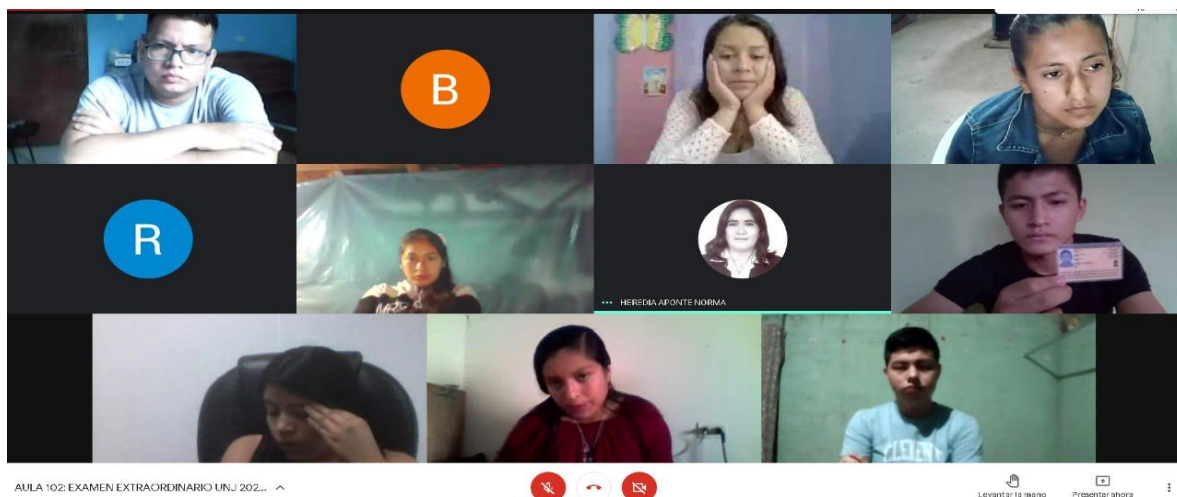 B
R
HEREDIA APONTE NORMA
AULA 102: EXAMEN EXTRAORDINARIO UNJ 202...
Levantar la mano
Presentar ahora